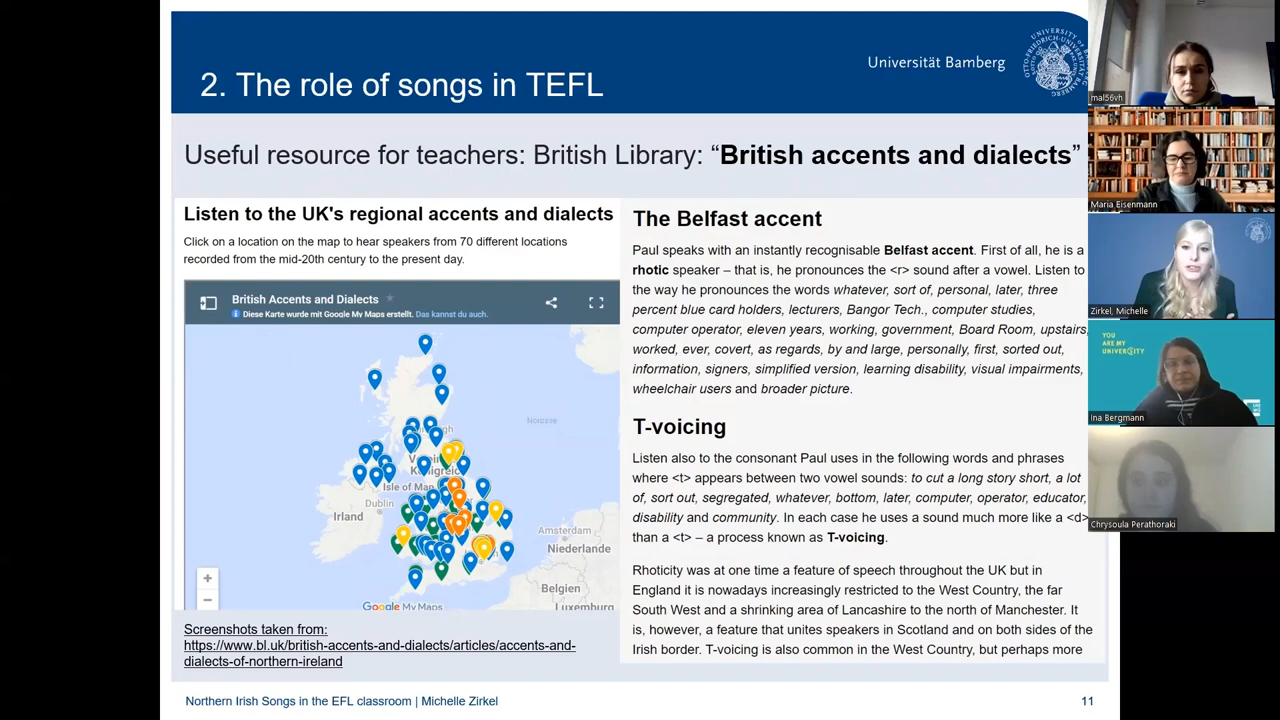 2. The role of songs in TEFL
Universität Bamberg
Useful resource for teachers: British Library: “British accents and dialects”
Listen to the UK's regional accents and dialects
Click on a location on the map to hear speakers from 70 different locations
recorded from the mid-20th century to the present day.
British Accents and Dialects
Diese Karte wurde mit Google My Maps erstellt. Das kannst du auch.
Norwege
Isle of Man
Dublin
Irland
Amsterdam
Niederlande
Belgien
Luxemburg
Google My Maps
Screenshots taken from:
https://www.bl.uk/british-accents-and-dialects/articles/accents-and-
dialects-of-northern-ireland
The Belfast accent
Paul speaks with an instantly recognisable Belfast accent. First of all, he is a
rhotic speaker – that is, he pronounces the <r> sound after a vowel. Listen to
the way he pronounces the words whatever, sort of, personal, later, three
percent blue card holders, lecturers, Bangor Tech., computer studies,
computer operator, eleven years, working, government, Board Room, upstairs,
worked, ever, covert, as regards, by and large, personally, first, sorted out,
information, signers, simplified version, learning disability, visual impairments,
wheelchair users and broader picture.
T-voicing
Listen also to the consonant Paul uses in the following words and phrases
where <t> appears between two vowel sounds: to cut a long story short, a lot
of, sort out, segregated, whatever, bottom, later, computer, operator, educator,
disability and community. In each case he uses a sound much more like a <d>
than a <t> – a process known as T-voicing.
Rhoticity was at one time a feature of speech throughout the UK but in
England it is nowadays increasingly restricted to the West Country, the far
South West and a shrinking area of Lancashire to the north of Manchester. It
is, however, a feature that unites speakers in Scotland and on both sides of the
Irish border. T-voicing is also common in the West Country, but perhaps more
Northern Irish Songs in the EFL classroom | Michelle Zirkel
11
mal56vh
Maria Eisenmann
Zirkel, Michelle
YOU
ARE MY
UNIVERSITY
Ina Bergmann
Chrysoula Perathoraki